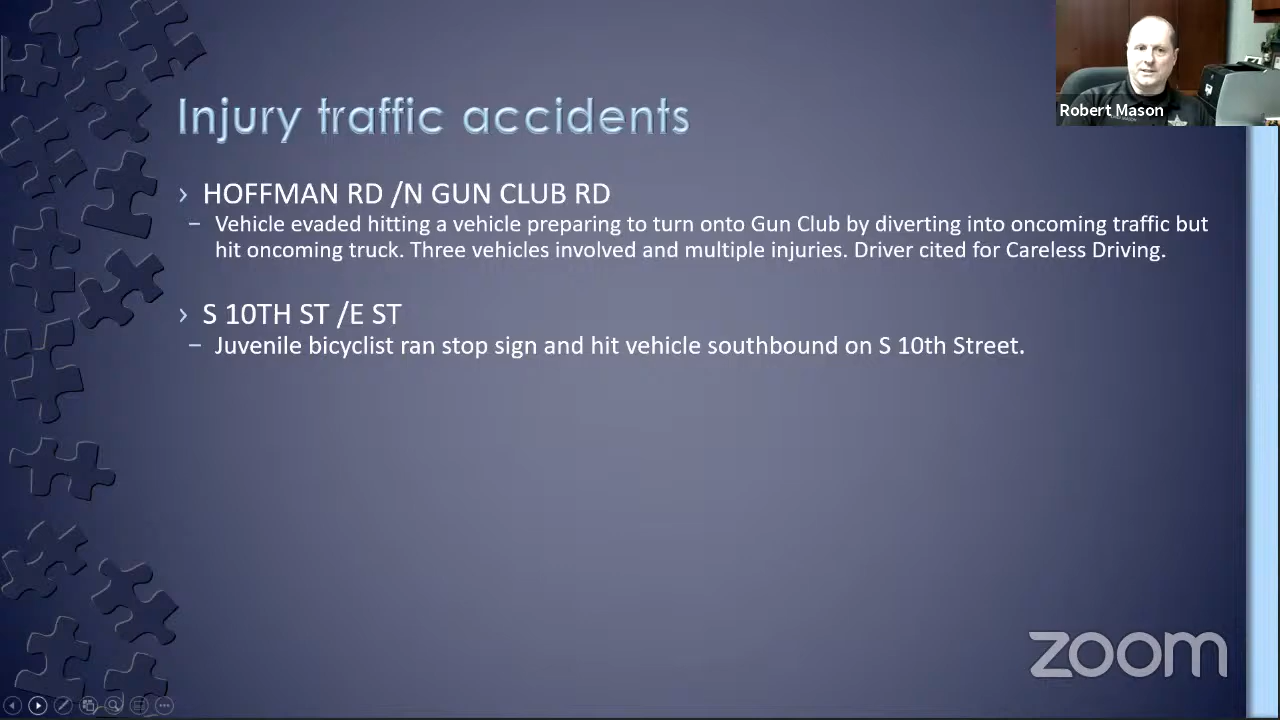 Robert Mason
Injury traffic accidents
HOFFMAN RD /N GUN CLUB RD
– Vehicle evaded hitting a vehicle preparing to turn onto Gun Club by diverting into oncoming traffic but
hit oncoming truck. Three vehicles involved and multiple injuries. Driver cited for Careless Driving.
S 10TH ST /E ST
– Juvenile bicyclist ran stop sign and hit vehicle southbound on S 10th Street.
zoom